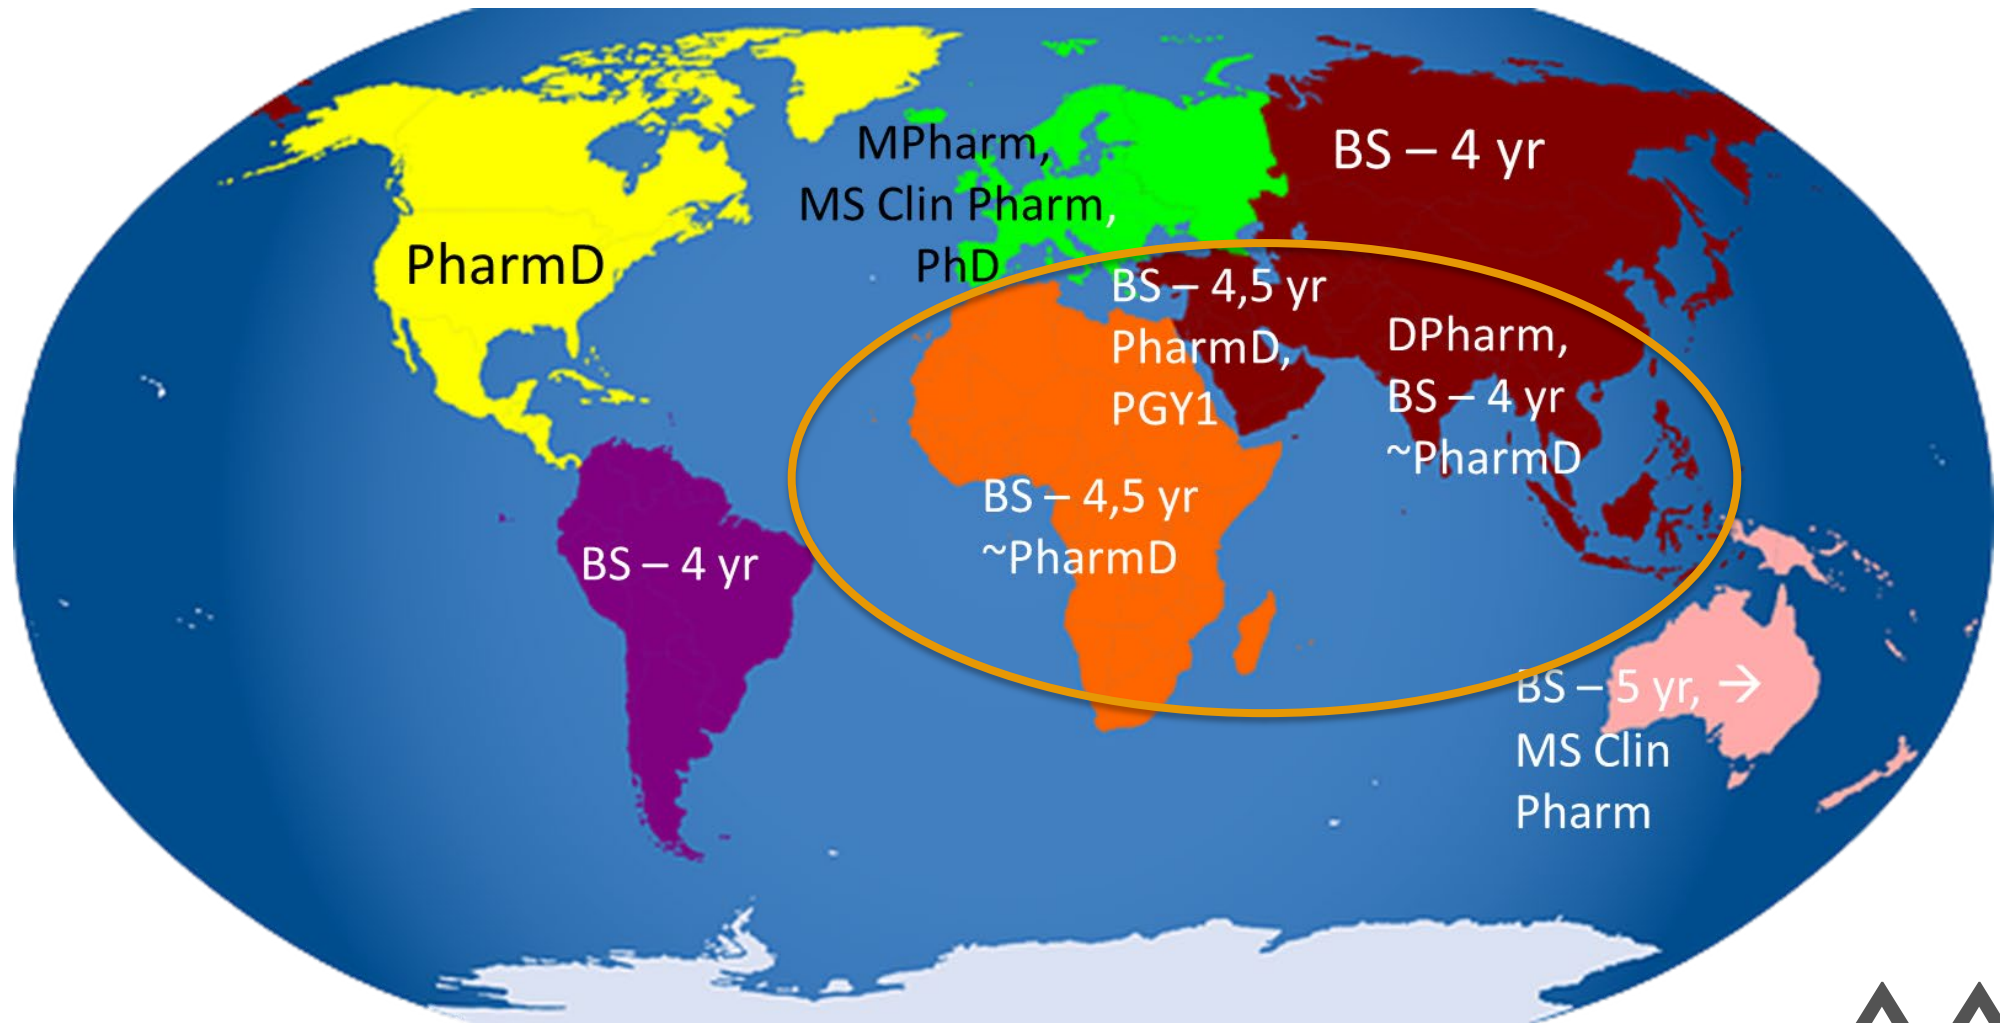 MPharm,
MS Clin Pharm,
PhD
BS – 4 yr
PharmD
BS – 4,5 yr
PharmD,
PGY1
DPharm,
BS – 4 yr
~PharmD
BS – 4,5 yr
~PharmD
BS – 4 yr
BS – 5 yr, →
MS Clin
Pharm